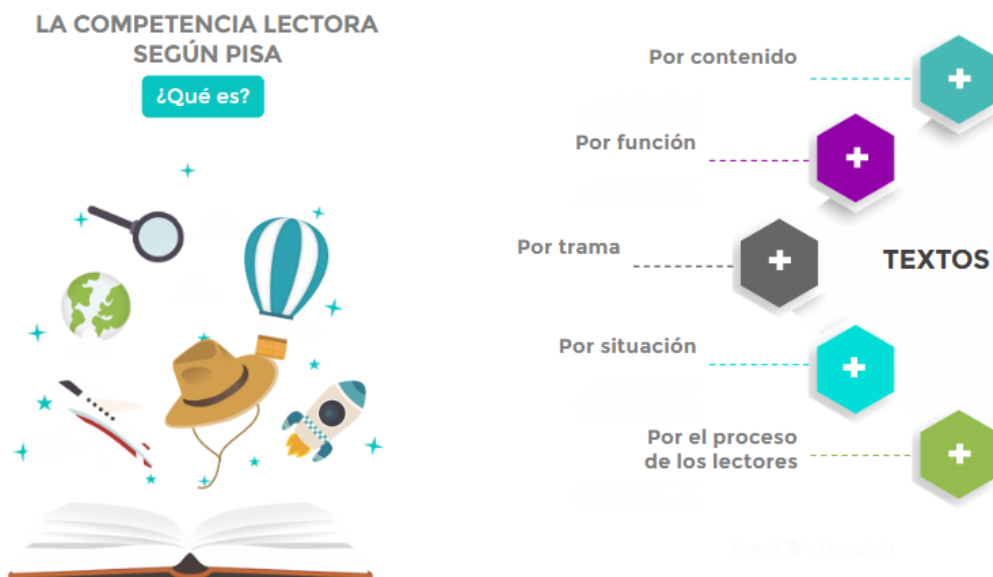 LA COMPETENCIA LECTORA
SEGÚN PISA
¿Qué es?
Por contenido
Por función
Por trama
TEXTOS
Por situación
Por el proceso
de los lectores